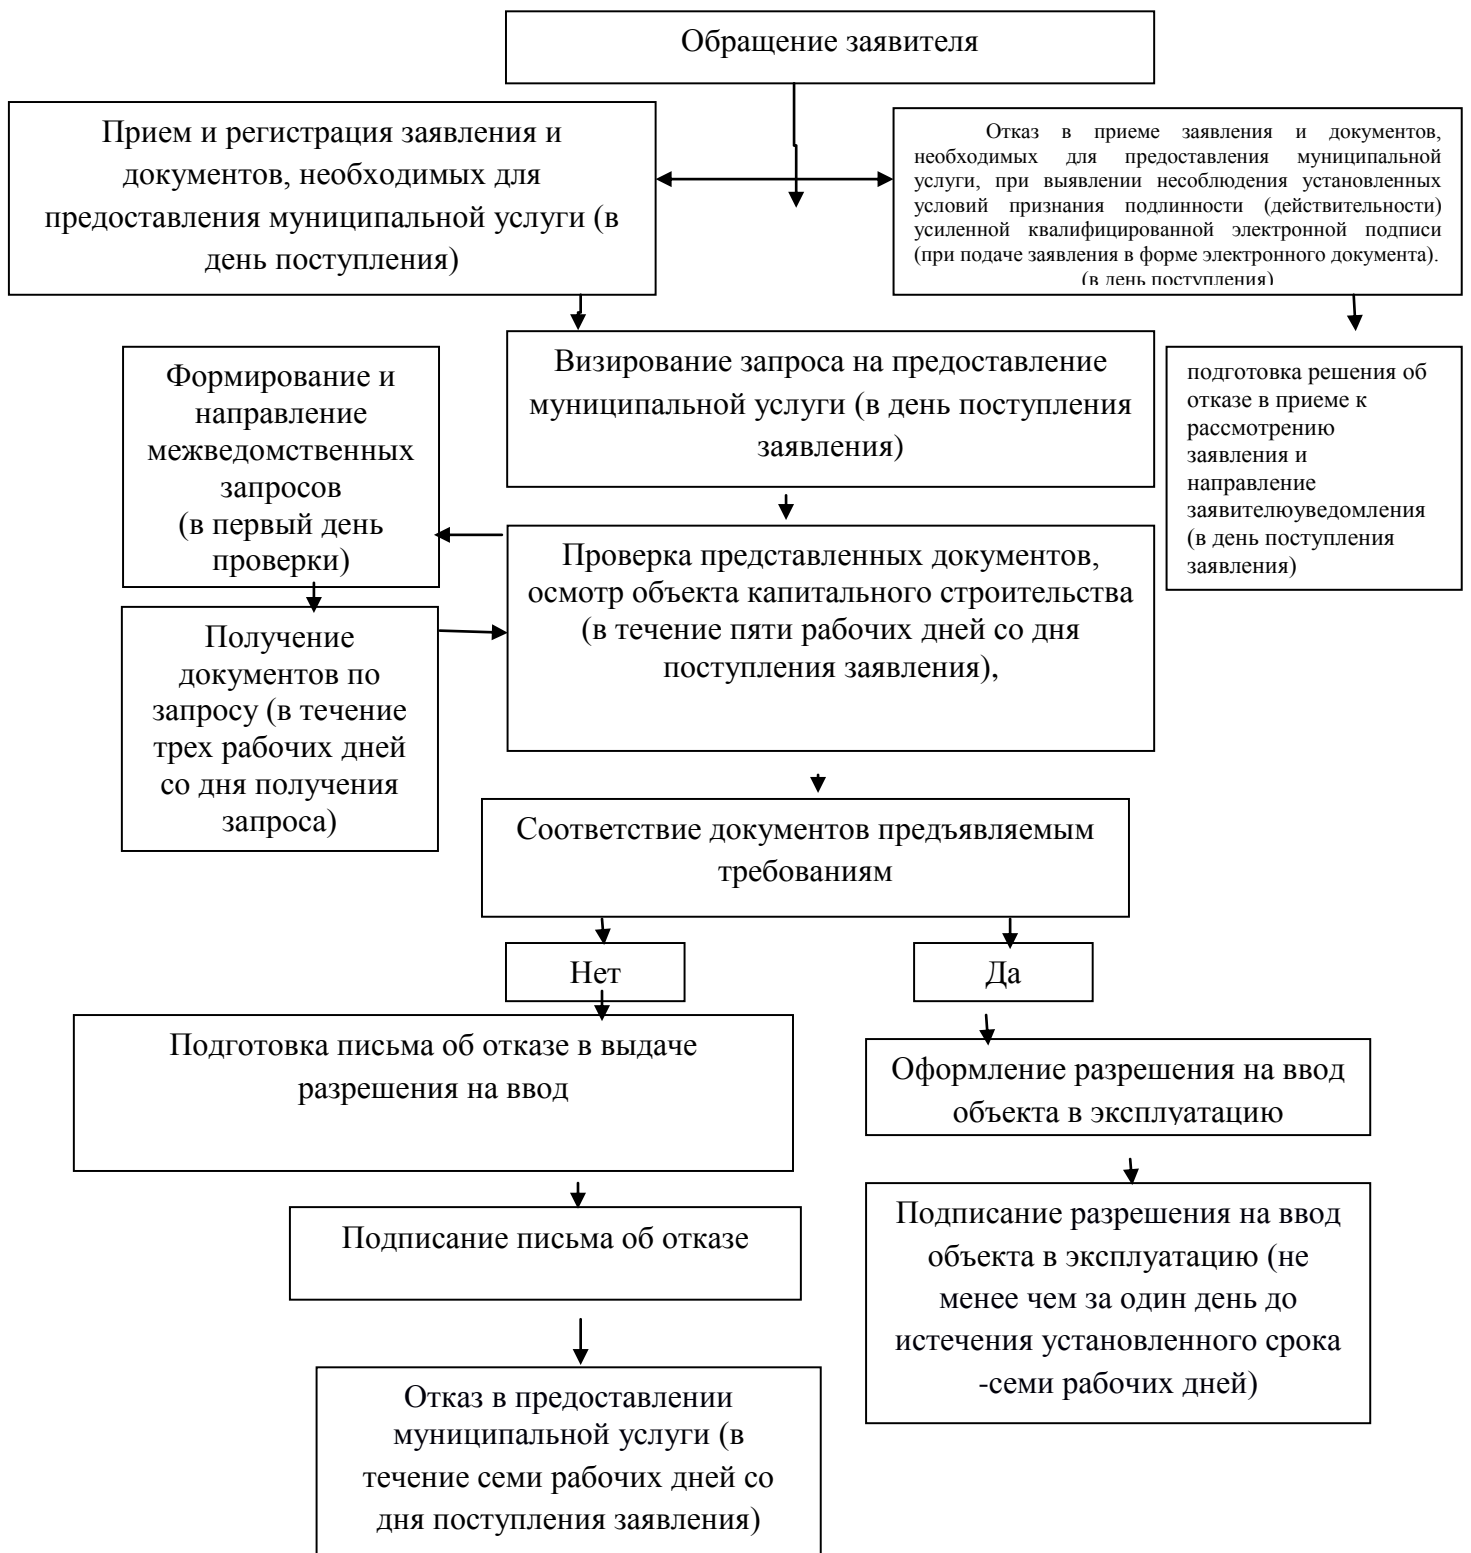 Обращение заявителя
Прием и регистрация заявления и
документов, необходимых для
предоставления муниципальной услуги (в
день поступления)
Отказ в приеме заявления и документов,
необходимых для предоставления муниципальной
услуги, при выявлении несоблюдения установленных
условий признания подлинности (действительности)
усиленной квалифицированной электронной подписи
(при подаче заявления в форме электронного документа).
(в день поступления)
Визирование запроса на предоставление
муниципальной услуги (в день поступления
заявления)
Формирование и
направление
межведомственных
запросов
(в первый день
проверки)
подготовка решения об
отказе в приеме к
рассмотрению
заявления и
направление
заявителюуведомления
(в день поступления
заявления)
Проверка представленных документов,
осмотр объекта капитального строительства
(в течение пяти рабочих дней со дня
поступления заявления),
Получение
документов по
запросу (в течение
трех рабочих дней
со дня получения
запроса)
Соответствие документов предъявляемым
требованиям
Нет
Да
Подготовка письма об отказе в выдаче
разрешения на ввод
Оформление разрешения на ввод
объекта в эксплуатацию
Подписание письма об отказе
Подписание разрешения на ввод
объекта в эксплуатацию (не
менее чем за один день до
истечения установленного срока
-семи рабочих дней)
Отказ в предоставлении
муниципальной услуги (в
течение семи рабочих дней со
дня поступления заявления)